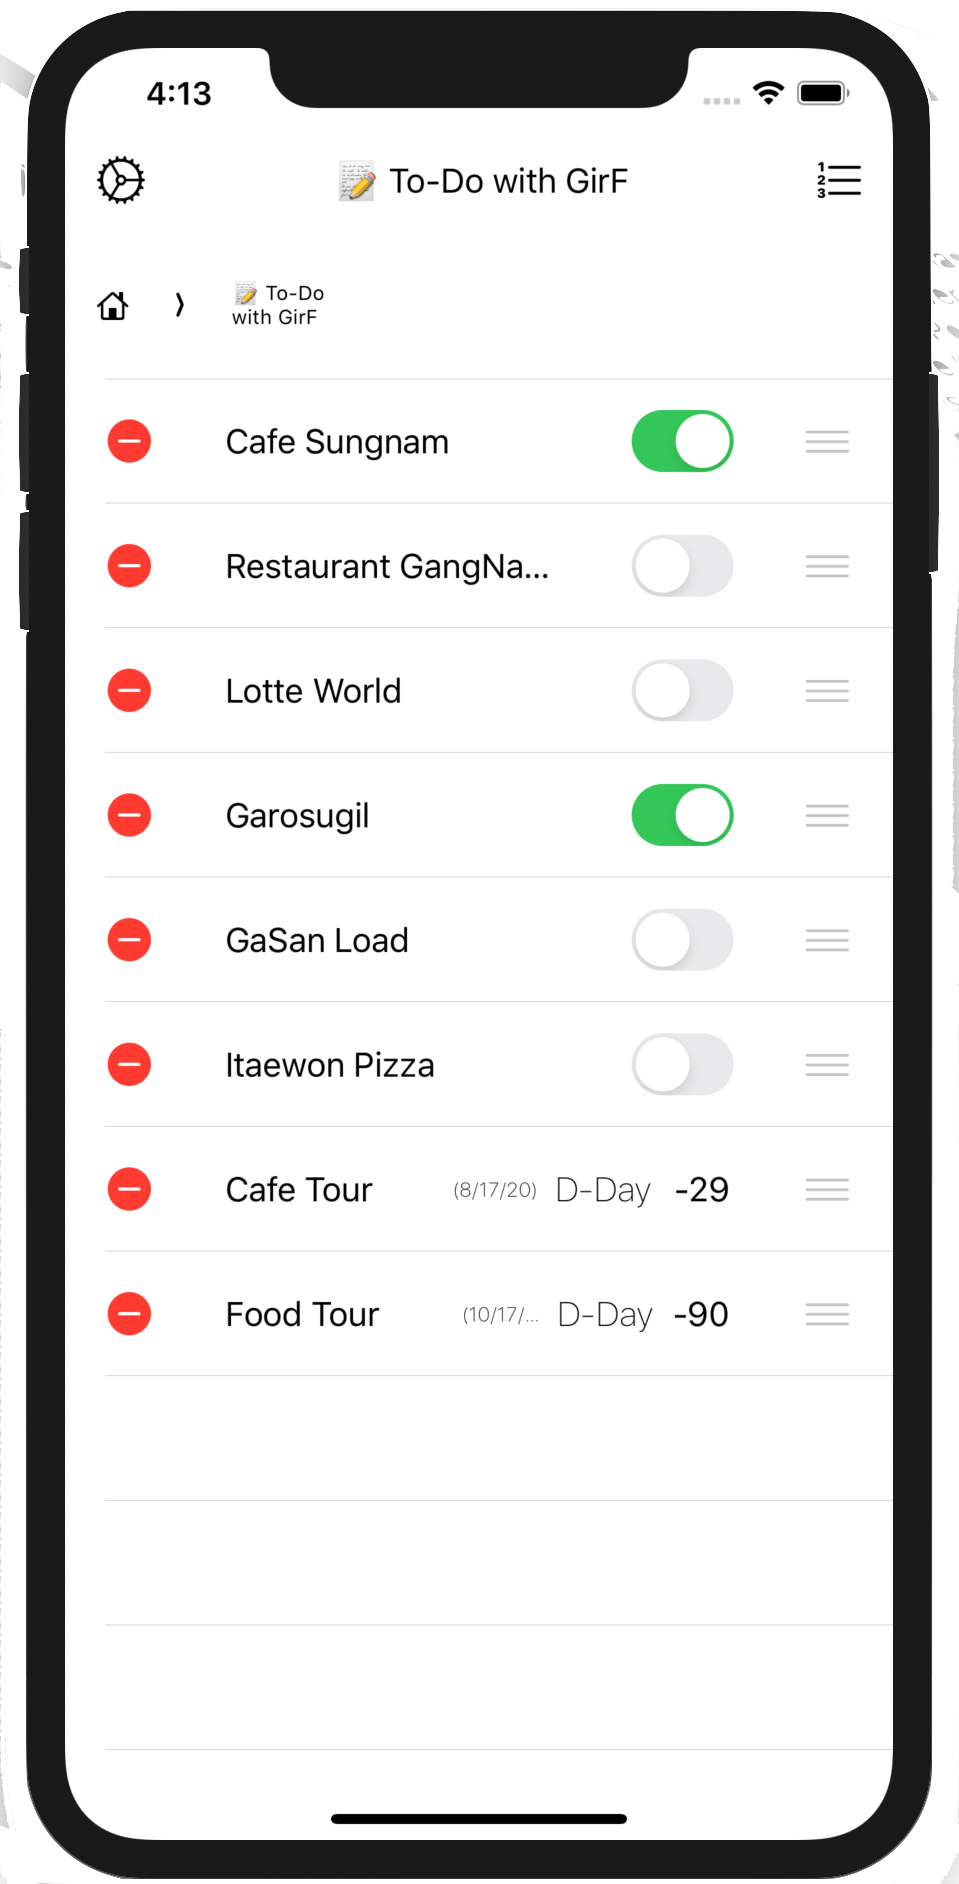 4:13
To-Do with GirF
1
2
3
To-Do
with GirF
Cafe Sungnam
Restaurant GangNa...
Lotte World
Garosugil
GaSan Load
Itaewon Pizza
Cafe Tour (8/17/20) D-Day -29
Food Tour (10/17/... D-Day -90